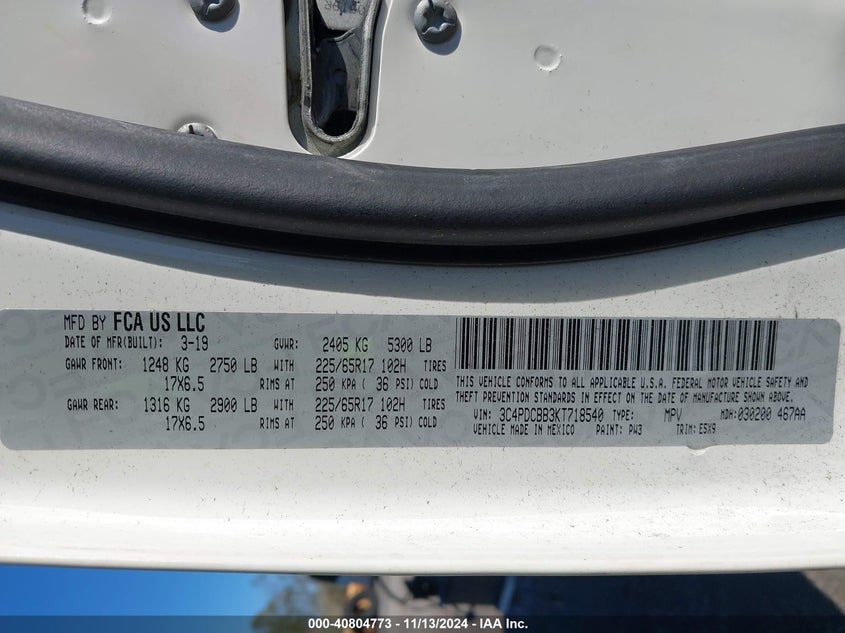 MFD BY FCA US LLC
DATE OF MFR(BUILT): 3-19 GVWR: 2405 KG 5300 LB
GAWR FRONT: 1248 KG 2750 LB WITH 225/65R17 102H TIRES
17X6.5 RIMS AT 250 KPA ( 36 PSI) COLD
GAWR REAR: 1316 KG 2900 LB WITH 225/65R17 102H TIRES
17X6.5 RIMS AT 250 KPA ( 36 PSI) COLD
THIS VEHICLE CONFORMS TO ALL APPLICABLE U.S.A. FEDERAL MOTOR VEHICLE SAFETY AND
THEFT PREVENTION STANDARDS IN EFFECT ON THE DATE OF MANUFACTURE SHOWN ABOVE.
VIN: 3C4PDCBB3KT718540 TYPE: MPV MDH:030200 467AA
VEHICLE MADE IN MEXICO PAINT: PW3 TRIM: E5X9
000-40804773 - 11/13/2024 - IAA Inc.